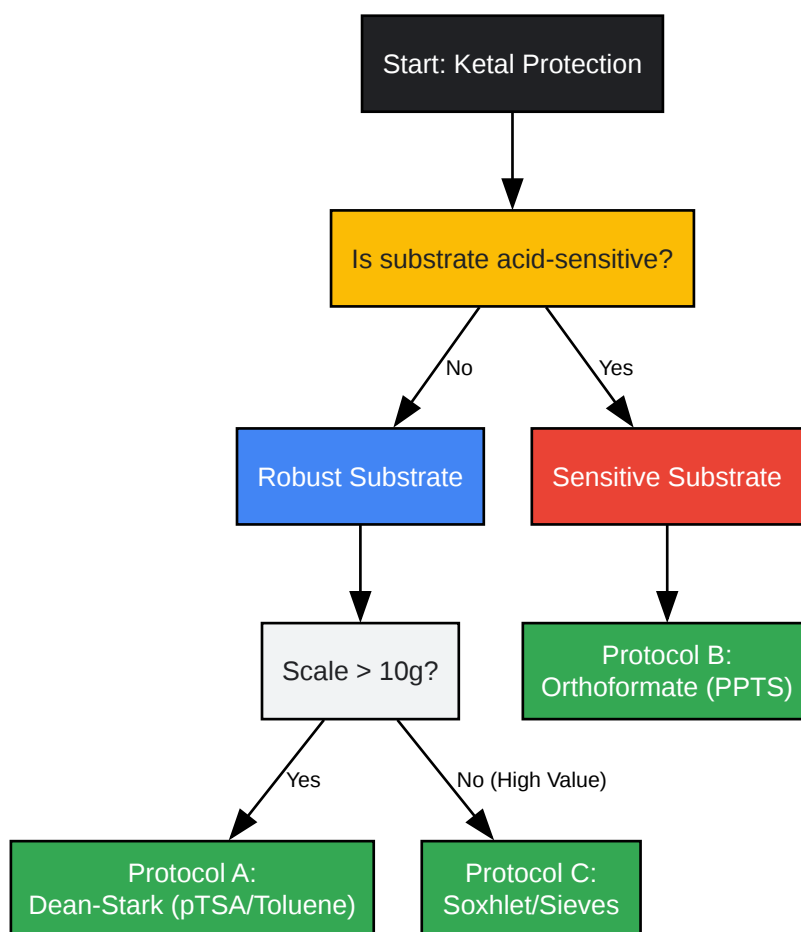 Start: Ketal Protection
Is substrate acid-sensitive?
No
Yes
Robust Substrate
Sensitive Substrate
Scale > 10g?
Protocol B:
Orthoformate (PPTS)
Yes
No (High Value)
Protocol A:
Dean-Stark (pTSA/Toluene)
Protocol C:
Soxhlet/Sieves